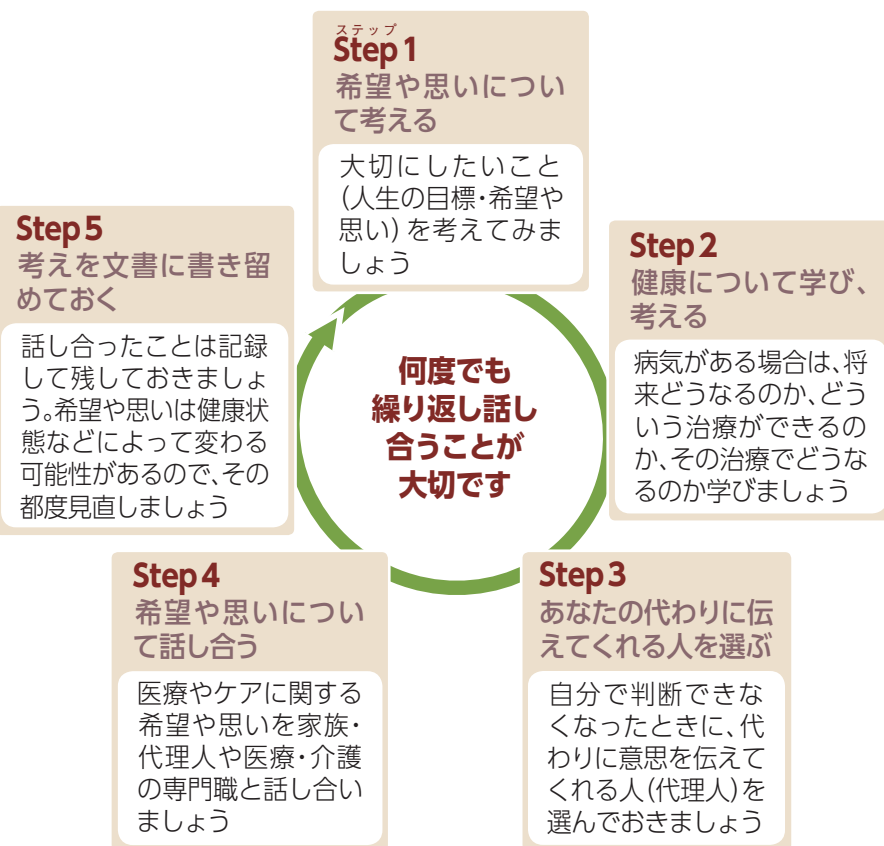 ステップ
Step 1
希望や思いについ
て考える
大切にしたいこと
(人生の目標・希望や
思い)を考えてみま
しょう
Step 2
健康について学び、
考える
病気がある場合は、将
来どうなるのか、どう
いう治療ができるの
か、その治療でどうな
るのか学びましょう
Step 3
あなたの代わりに伝
えてくれる人を選ぶ
自分で判断できな
くなったときに、代
わりに意思を伝えて
くれる人(代理人)を
選んでおきましょう
Step 4
希望や思いについ
て話し合う
医療やケアに関する
希望や思いを家族・
代理人や医療・介護
の専門職と話し合い
ましょう
Step 5
考えを文書に書き留
めておく
話し合ったことは記録
して残しておきましょ
う。希望や思いは健康状
態などによって変わる
可能性があるので、その
都度見直しましょう
何度でも
繰り返し話し
合うことが
大切です